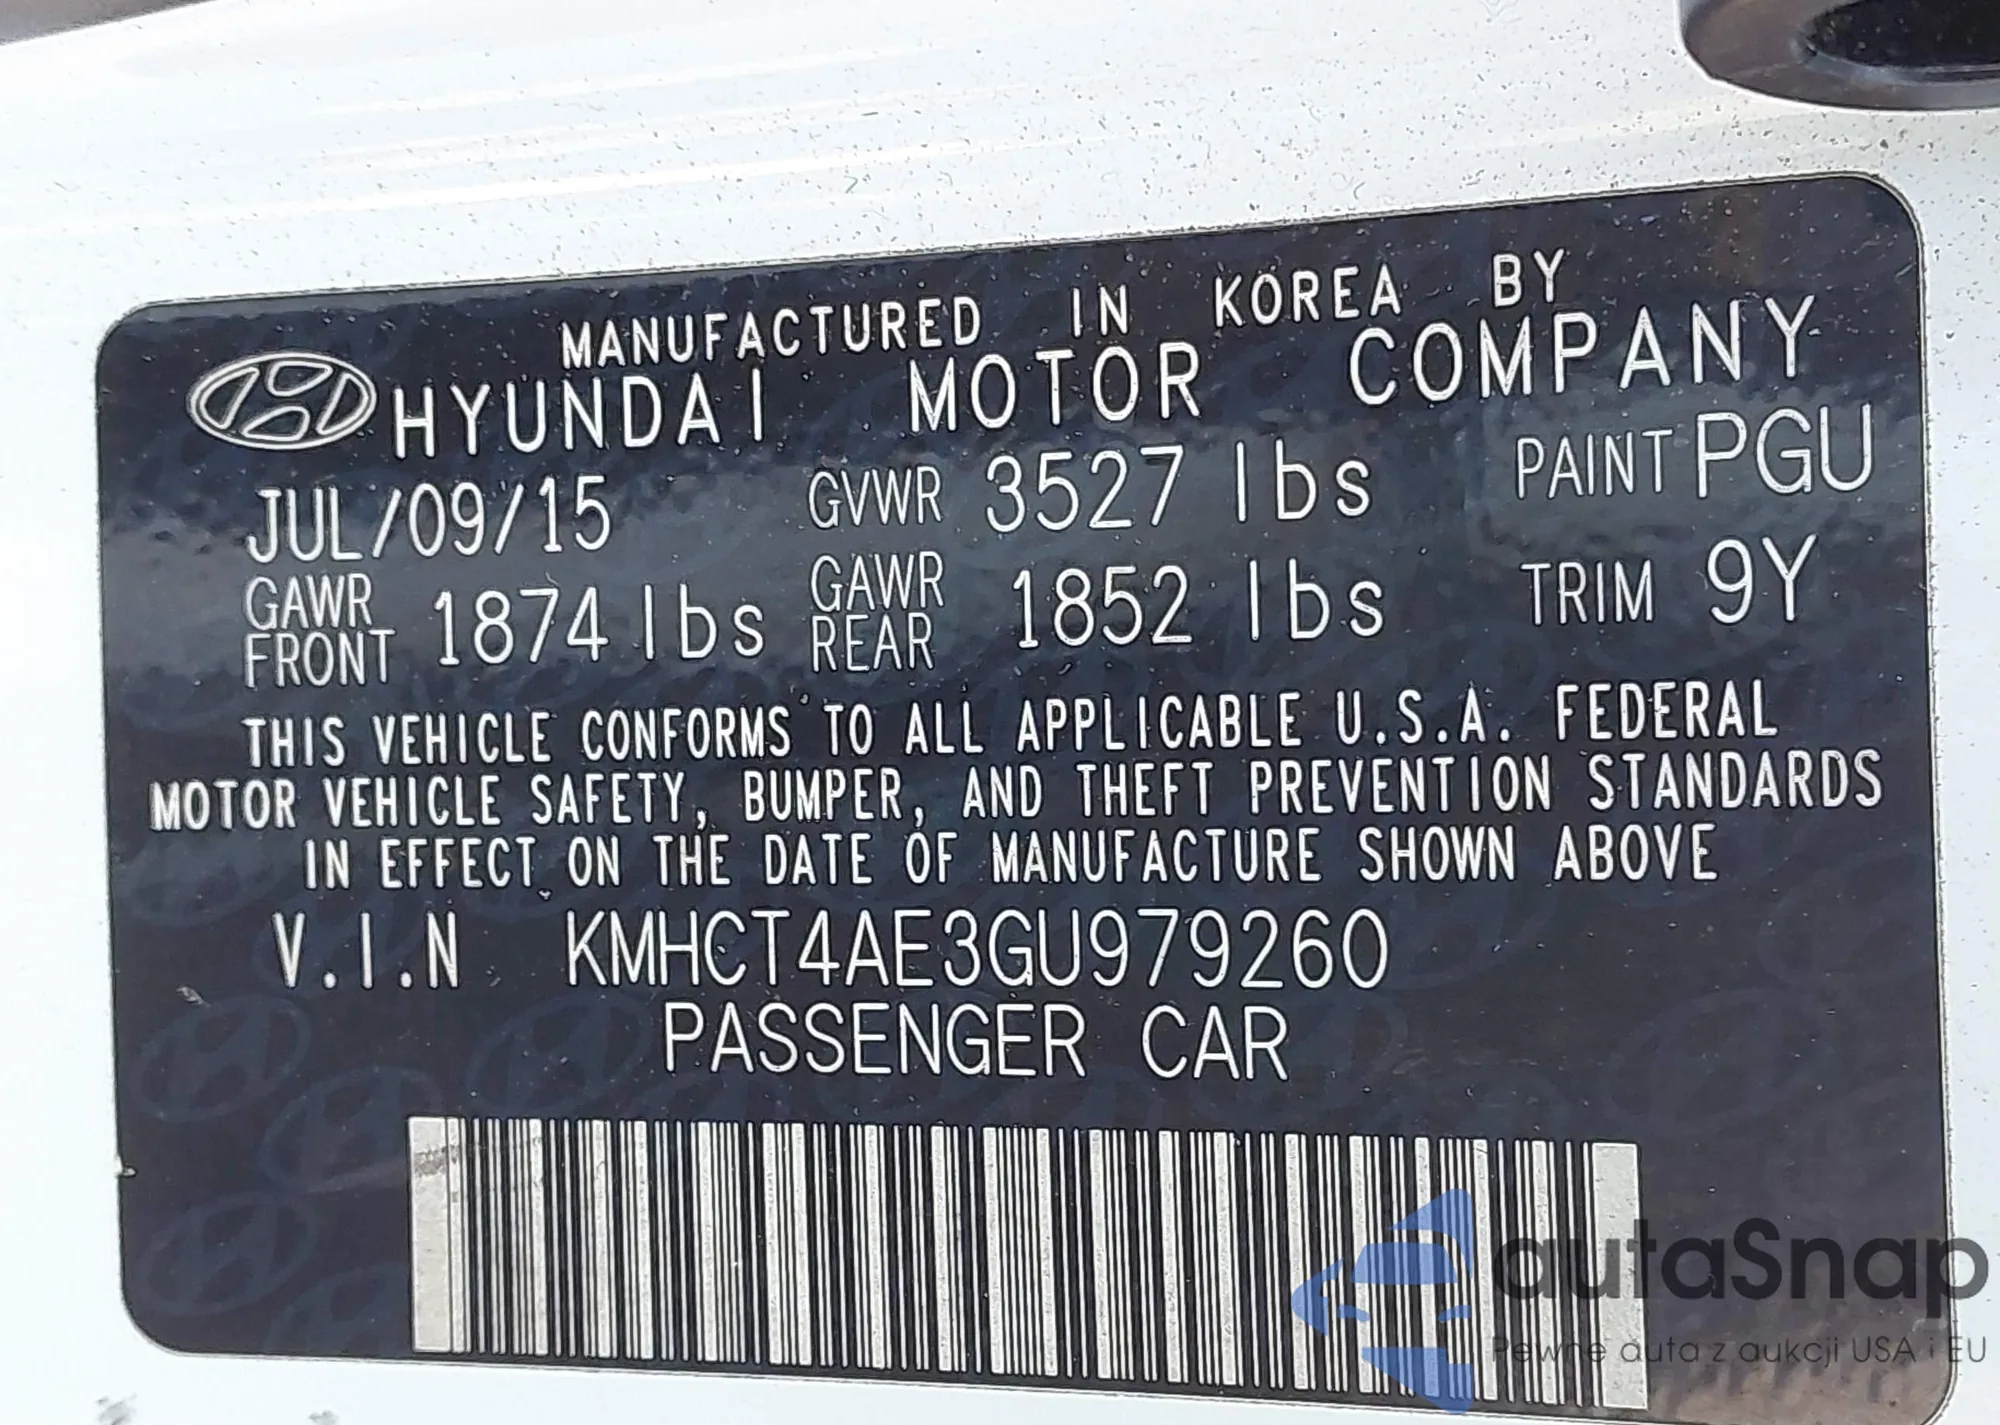 MANUFACTURED IN KOREA BY
HYUNDAI MOTOR COMPANY
JUL/09/15 GVWR 3527 lbs PAINT PGU
GAWR FRONT 1874 lbs GAWR REAR 1852 lbs TRIM 9Y
THIS VEHICLE CONFORMS TO ALL APPLICABLE U.S.A. FEDERAL
MOTOR VEHICLE SAFETY, BUMPER, AND THEFT PREVENTION STANDARDS
IN EFFECT ON THE DATE OF MANUFACTURE SHOWN ABOVE
V.I.N KMHCT4AE3GU979260
PASSENGER CAR
autaSnap
Pewne auta z aukcji USA i EU